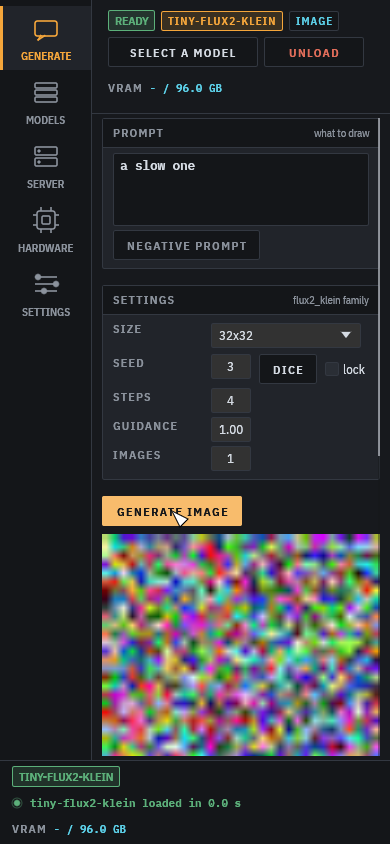 READY TINY-FLUX2-KLEIN IMAGE
GENERATE
SELECT A MODEL UNLOAD
VRAM - / 96.0 GB
MODELS
SERVER
HARDWARE
SETTINGS
PROMPT what to draw
a slow one
NEGATIVE PROMPT
SETTINGS flux2_klein family
SIZE 32x32
SEED 3 DICE lock
STEPS 4
GUIDANCE 1.00
IMAGES 1
GENERATE IMAGE
TINY-FLUX2-KLEIN
tiny-flux2-klein loaded in 0.0 s
VRAM - / 96.0 GB